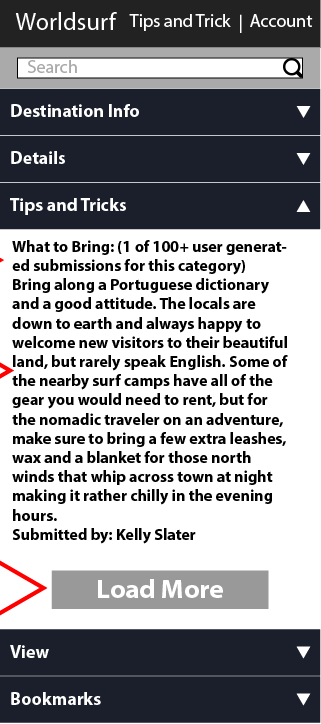 Worldsurf Tips and Trick | Account
Search
Destination Info
Details
Tips and Tricks
What to Bring: (1 of 100+ user generat-
ed submissions for this category)
Bring along a Portuguese dictionary
and a good attitude. The locals are
down to earth and always happy to
welcome new visitors to their beautiful
land, but rarely speak English. Some of
the nearby surf camps have all of the
gear you would need to rent, but for
the nomadic traveler on an adventure,
make sure to bring a few extra leashes,
wax and a blanket for those north
winds that whip across town at night
making it rather chilly in the evening
hours.
Submitted by: Kelly Slater
Load More
View
Bookmarks